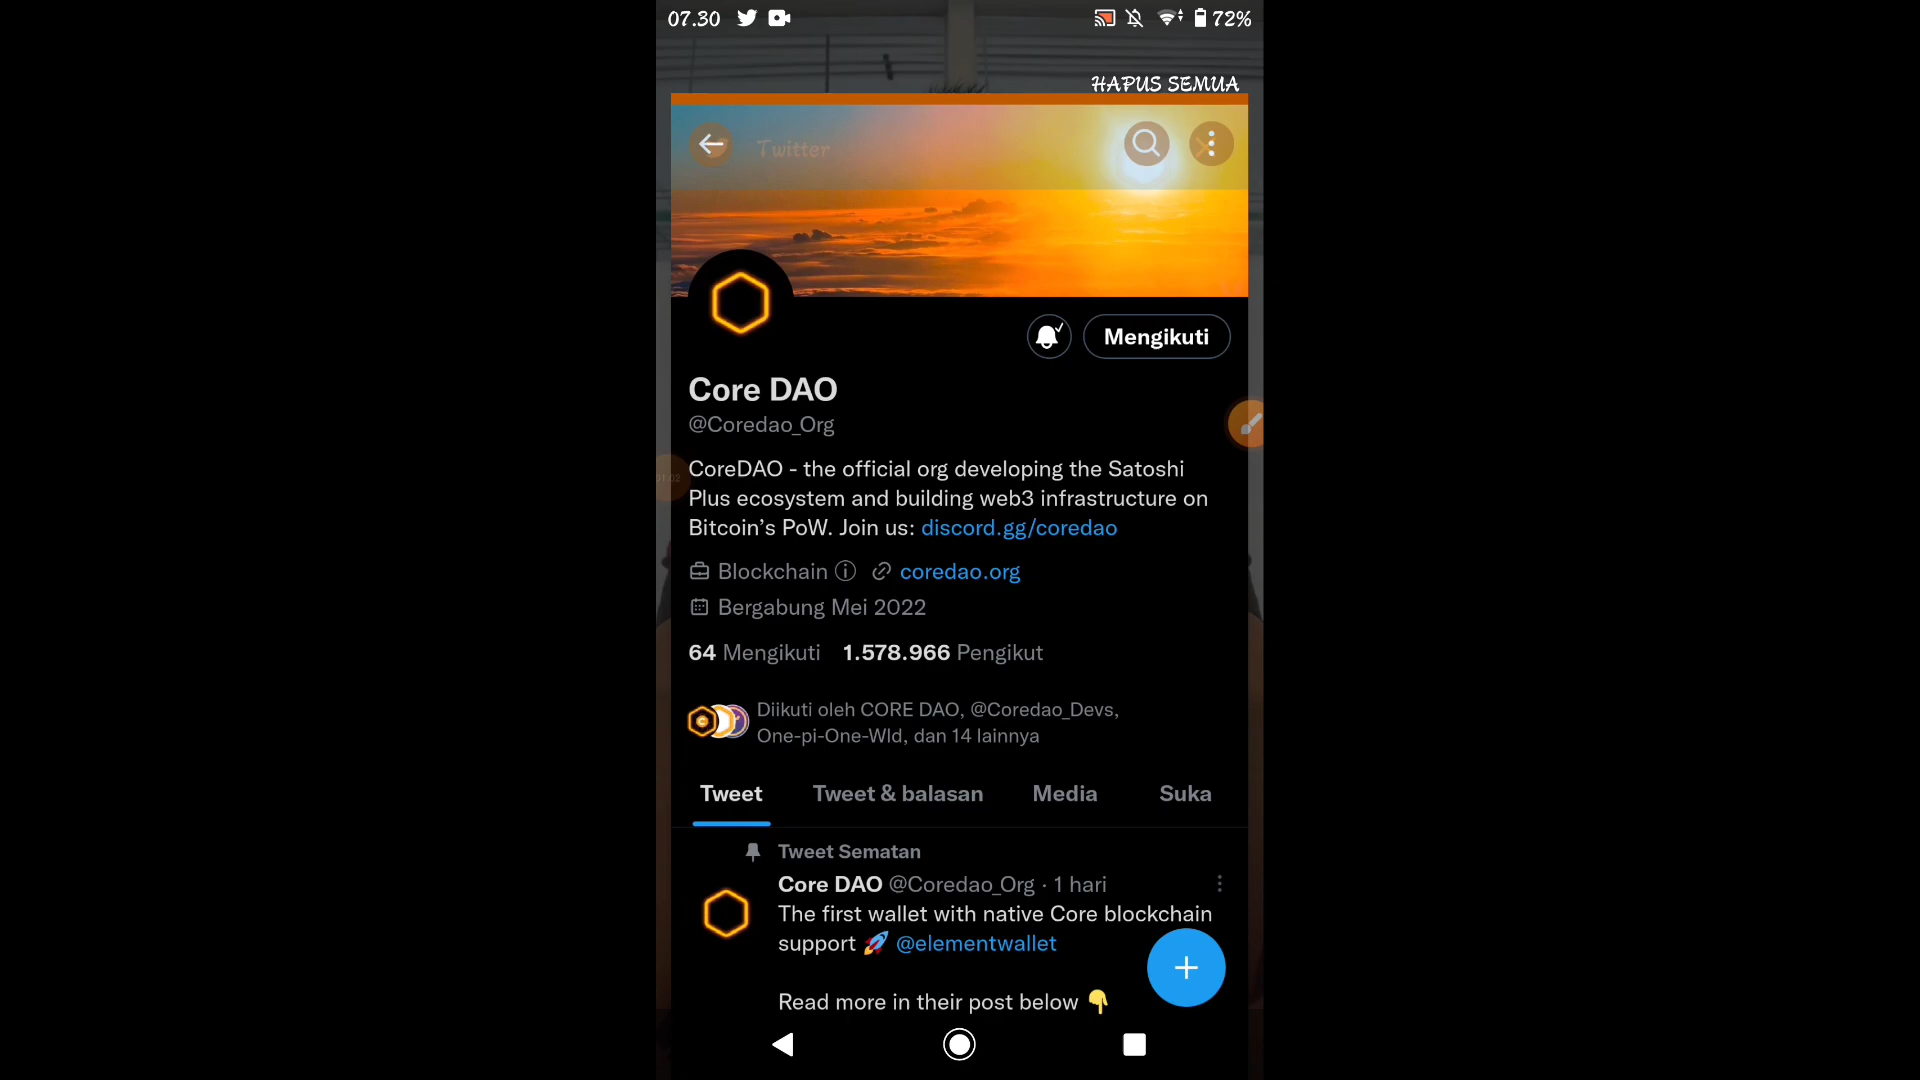 07.30 72%
HAPUS SEMUA
Twitter
Mengikuti
Core DAO
@Coredao_Org
01:02
CoreDAO - the official org developing the Satoshi
Plus ecosystem and building web3 infrastructure on
Bitcoin’s PoW. Join us: discord.gg/coredao
Blockchain coredao.org
Bergabung Mei 2022
64 Mengikuti 1.578.966 Pengikut
Diikuti oleh CORE DAO, @Coredao_Devs,
One-pi-One-Wld, dan 14 lainnya
Tweet Tweet & balasan Media Suka
Tweet Sematan
Core DAO @Coredao_Org · 1 hari
The first wallet with native Core blockchain
support 🚀 @elementwallet
Read more in their post below 👇